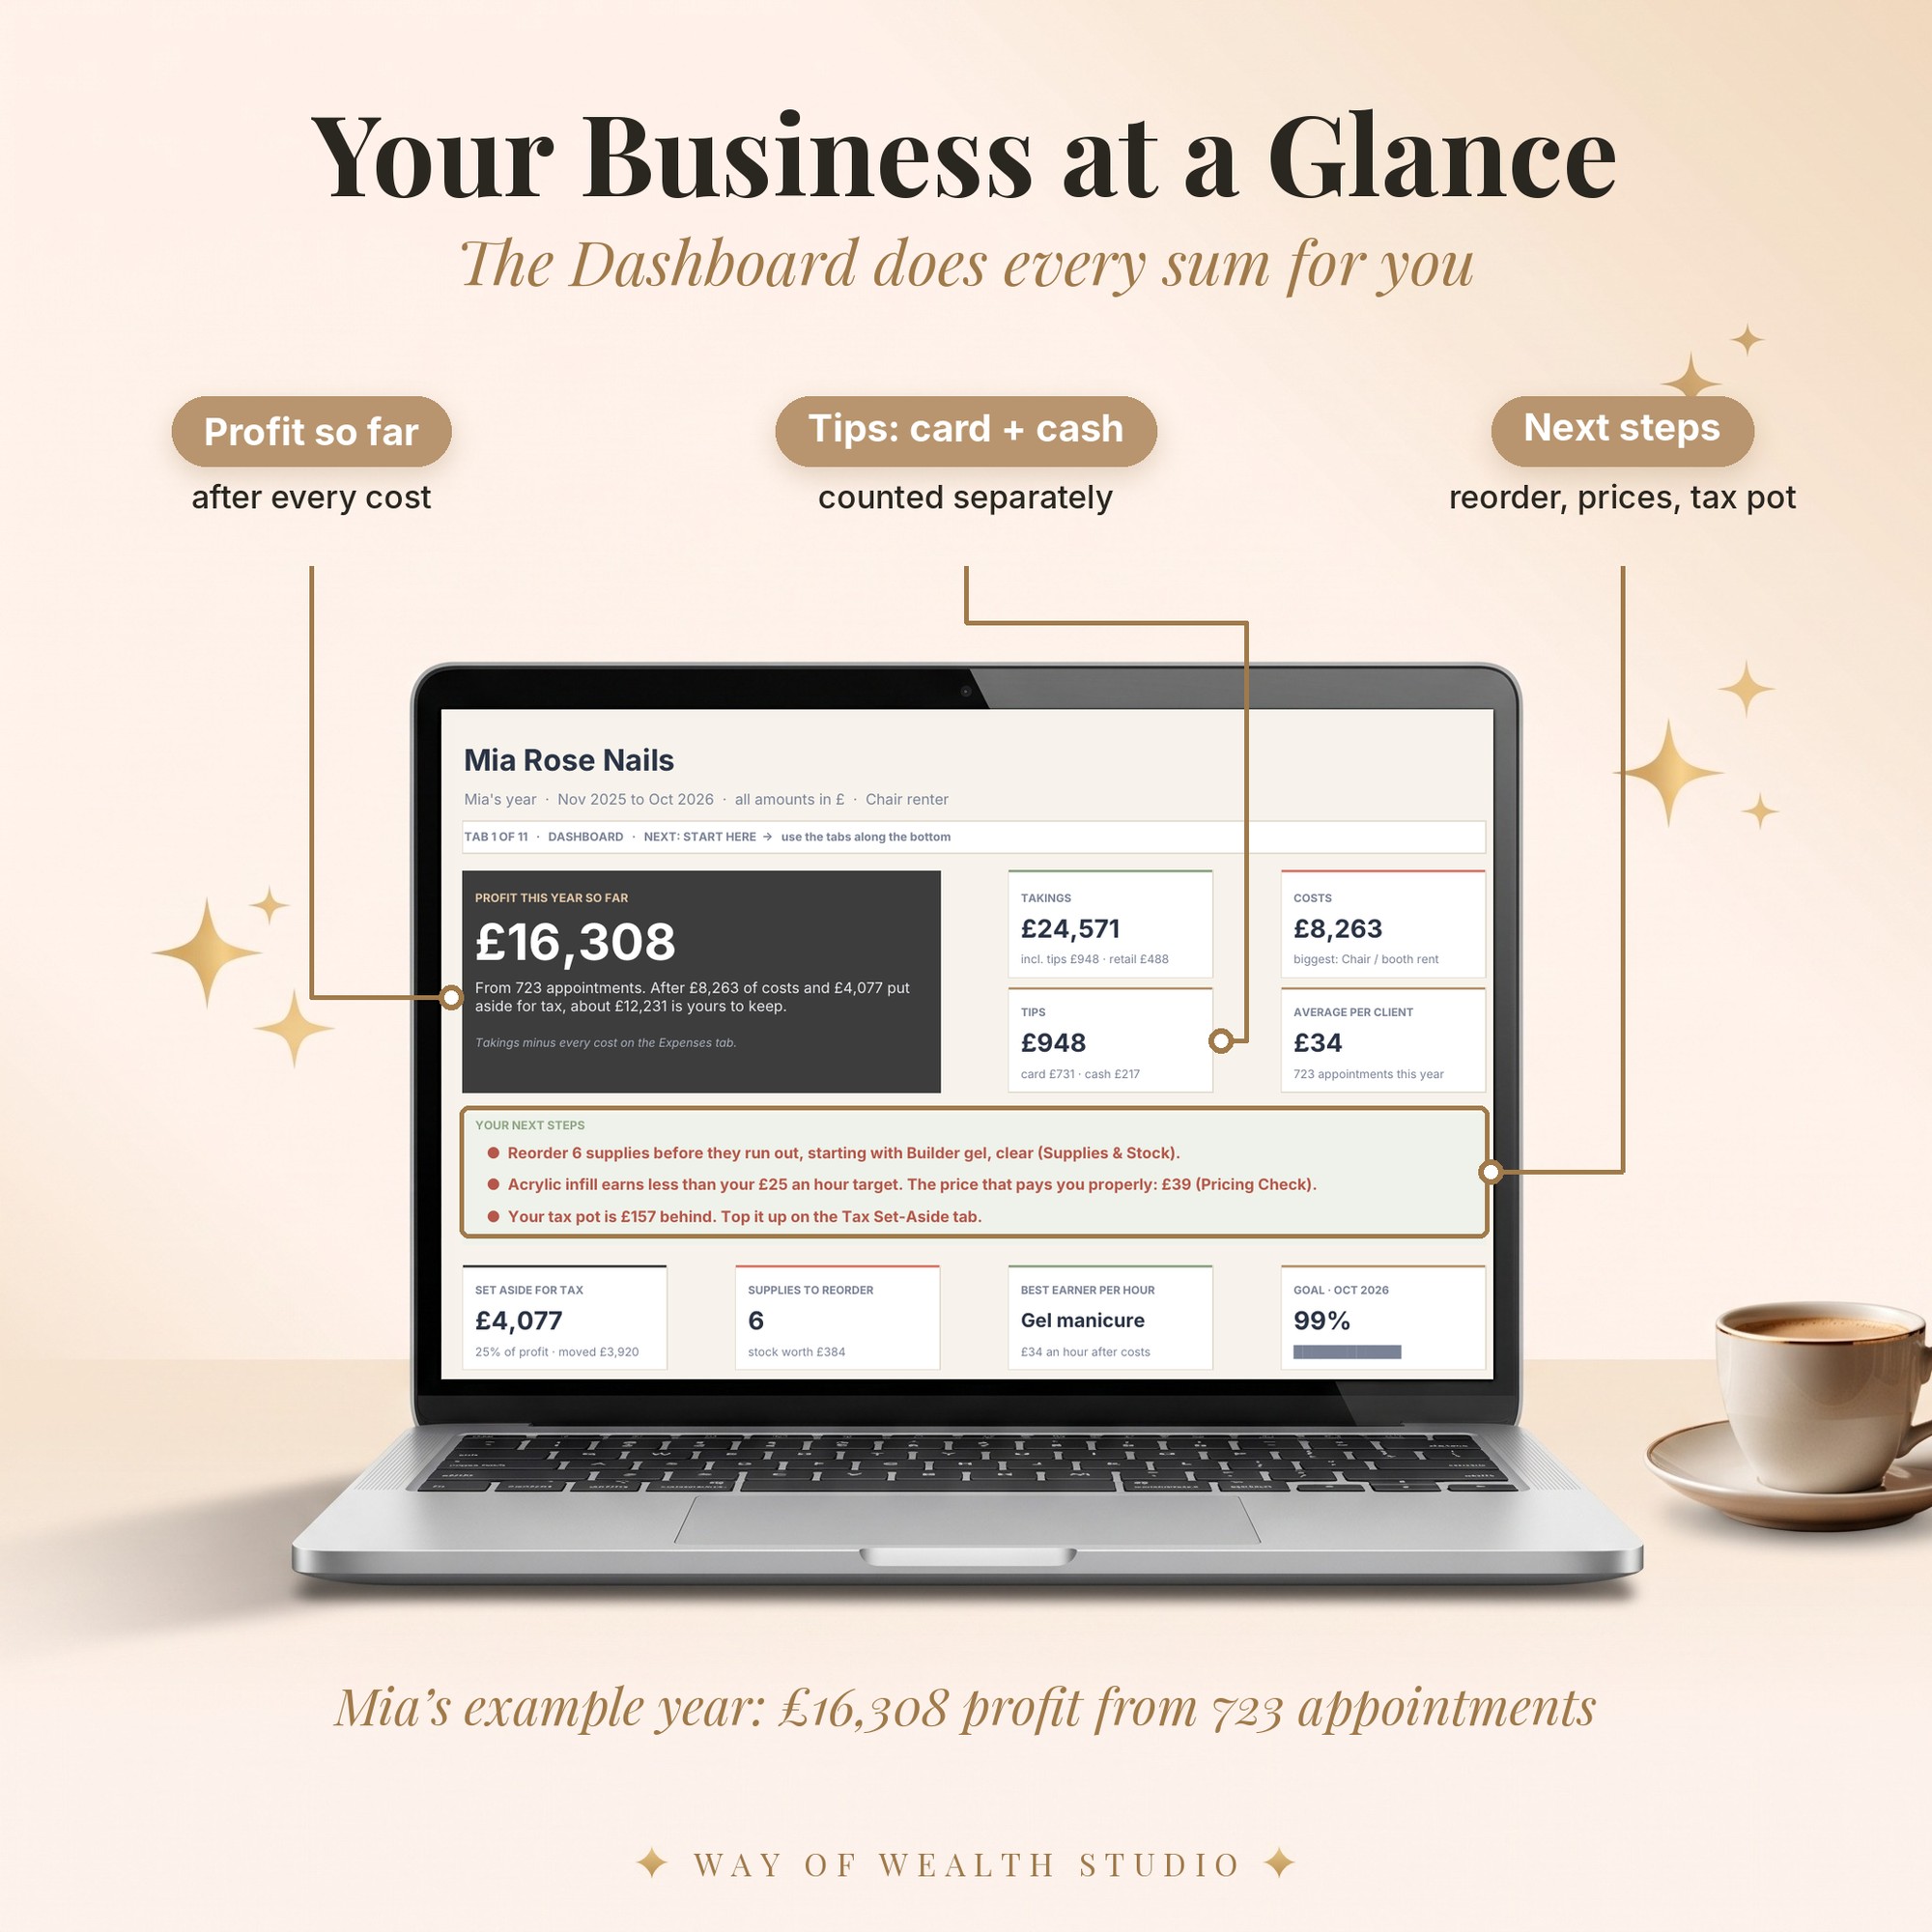 Your Business at a Glance
The Dashboard does every sum for you
Profit so far
after every cost
Tips: card + cash
counted separately
Next steps
reorder, prices, tax pot
Mia Rose Nails
Mia's year · Nov 2025 to Oct 2026 · all amounts in £ · Chair renter
TAB 1 OF 11 · DASHBOARD · NEXT: START HERE → use the tabs along the bottom
PROFIT THIS YEAR SO FAR
£16,308
From 723 appointments. After £8,263 of costs and £4,077 put
aside for tax, about £12,231 is yours to keep.
Takings minus every cost on the Expenses tab.
TAKINGS
£24,571
incl. tips £948 · retail £488
COSTS
£8,263
biggest: Chair / booth rent
TIPS
£948
card £731 · cash £217
AVERAGE PER CLIENT
£34
723 appointments this year
YOUR NEXT STEPS
● Reorder 6 supplies before they run out, starting with Builder gel, clear (Supplies & Stock).
● Acrylic infill earns less than your £25 an hour target. The price that pays you properly: £39 (Pricing Check).
● Your tax pot is £157 behind. Top it up on the Tax Set-Aside tab.
SET ASIDE FOR TAX
£4,077
25% of profit · moved £3,920
SUPPLIES TO REORDER
6
stock worth £384
BEST EARNER PER HOUR
Gel manicure
£34 an hour after costs
GOAL · OCT 2026
99%
Mia's example year: £16,308 profit from 723 appointments
WAY OF WEALTH STUDIO